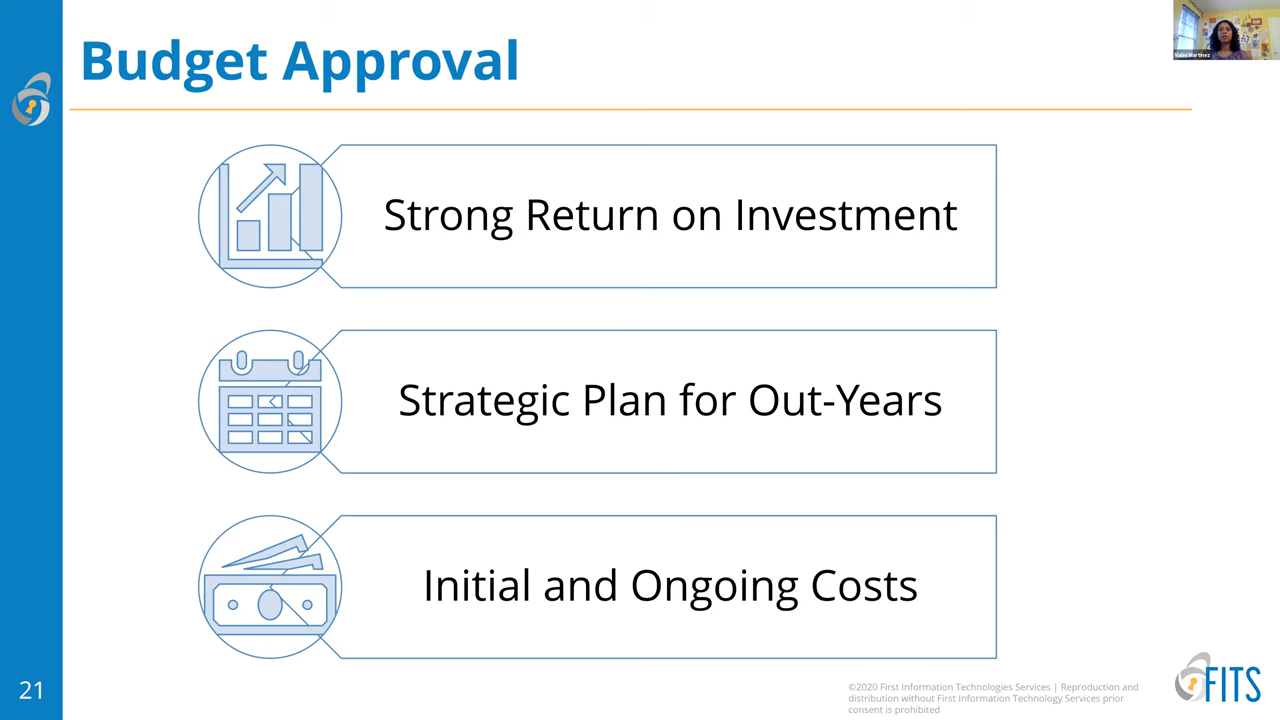 Budget Approval
Strong Return on Investment
Strategic Plan for Out-Years
Initial and Ongoing Costs
21
©2020 First Information Technologies Services | Reproduction and
distribution without First Information Technology Services prior
consent is prohibited
FITS